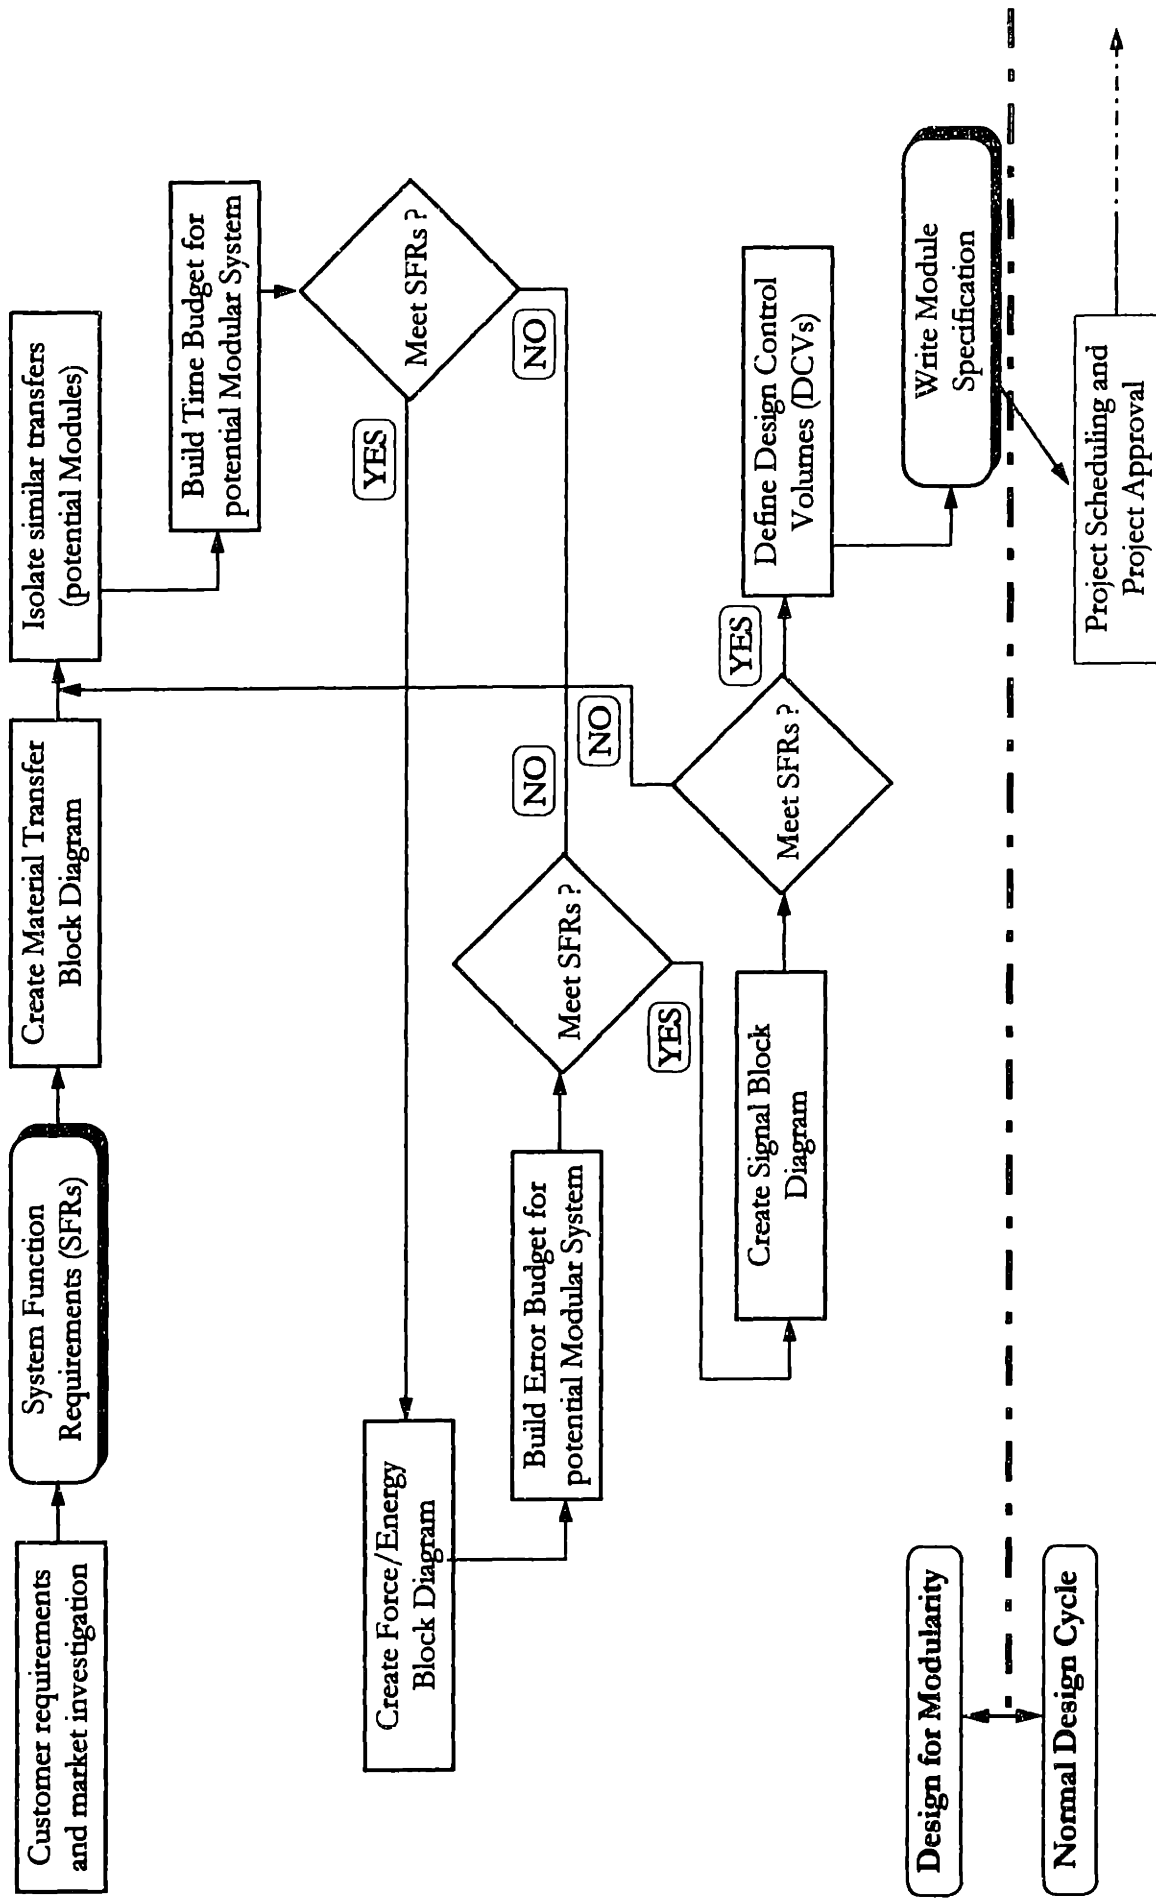 Customer requirements
and market investigation
System Function
Requirements (SFRs)
Create Material Transfer
Block Diagram
Isolate similar transfers
(potential Modules)
Build Time Budget for
potential Modular System
Meet SFRs ?
YES
NO
Create Force/Energy
Block Diagram
Build Error Budget for
potential Modular System
Meet SFRs ?
NO
YES
Create Signal Block
Diagram
Meet SFRs ?
NO
YES
Define Design Control
Volumes (DCVs)
Write Module
Specification
Design for Modularity
Normal Design Cycle
Project Scheduling and
Project Approval